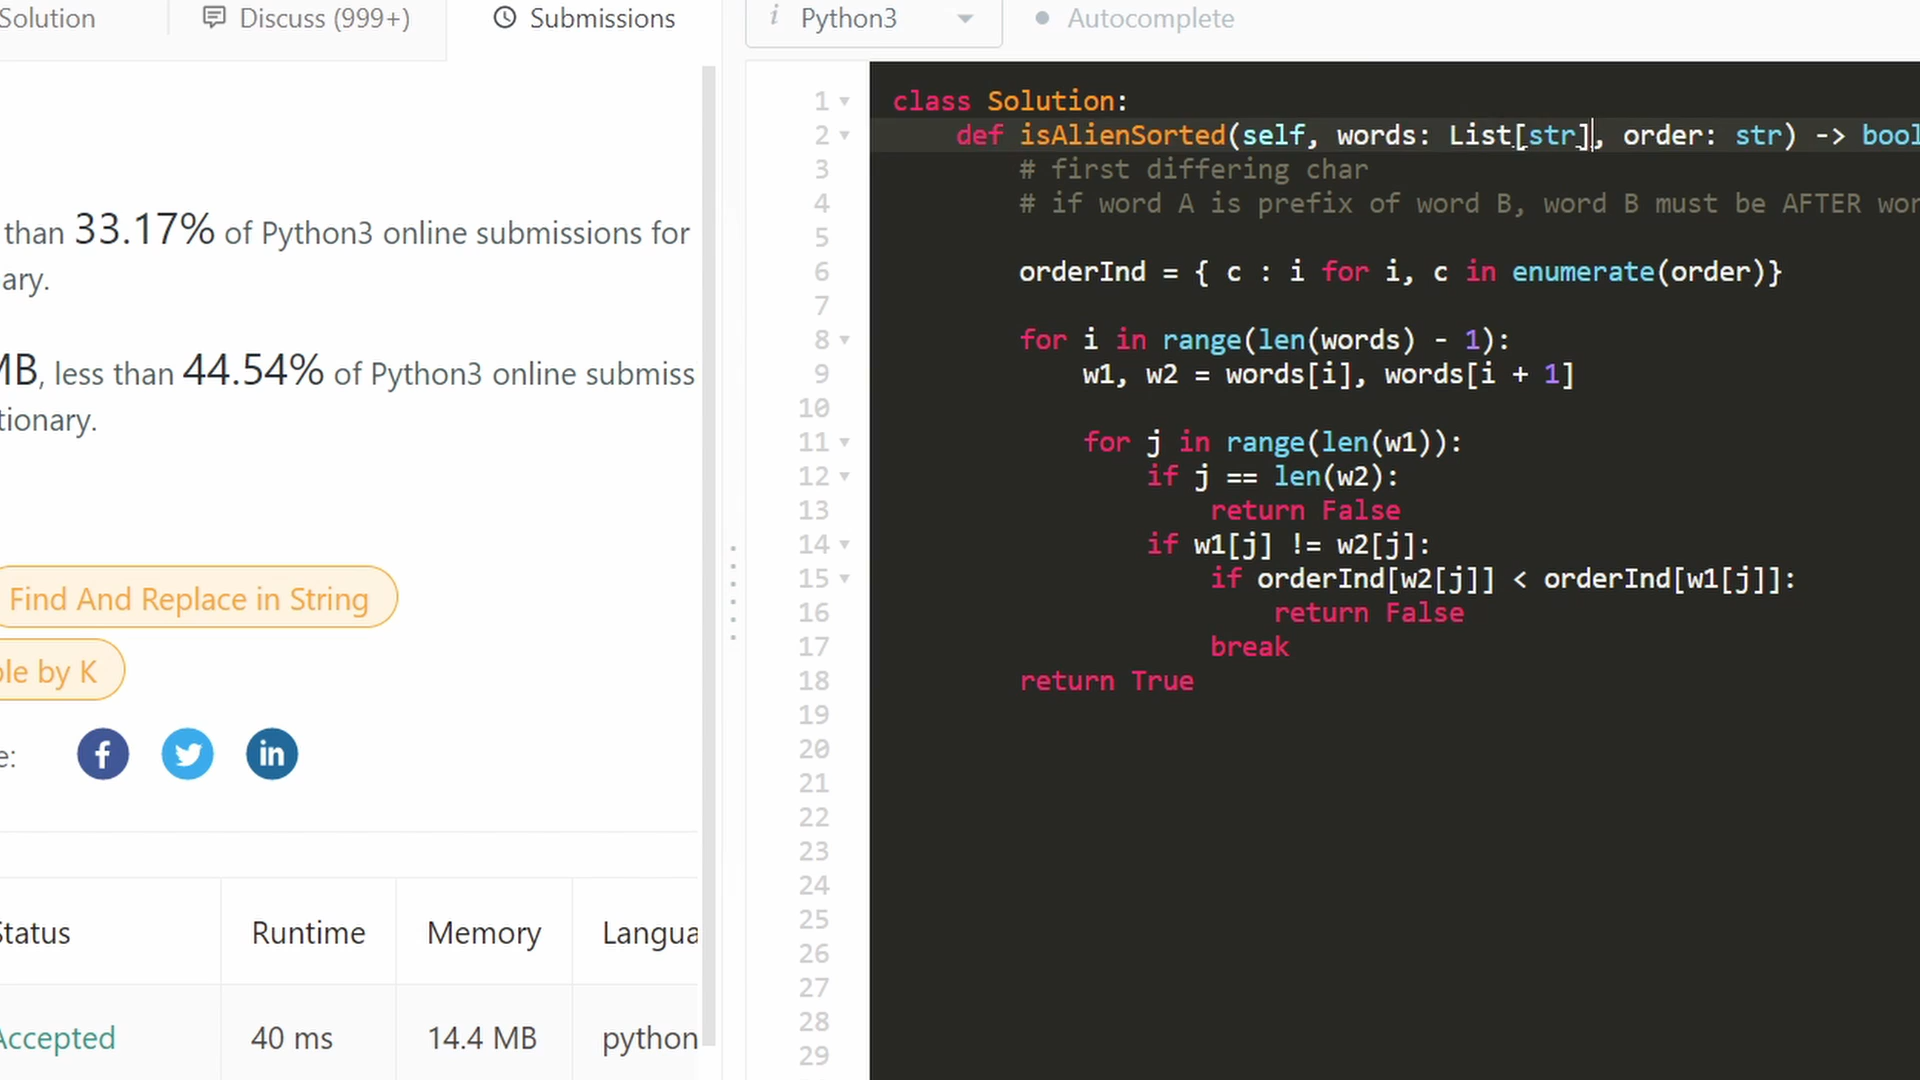 Solution
Discuss (999+)
Submissions
than 33.17% of Python3 online submissions for
ary.
MB, less than 44.54% of Python3 online submiss
tionary.
Find And Replace in String
ole by K
e:
Status Runtime Memory Langua
Accepted 40 ms 14.4 MB python
i Python3
Autocomplete
1 class Solution:
2 def isAlienSorted(self, words: List[str], order: str) -> bool
3 # first differing char
4 # if word A is prefix of word B, word B must be AFTER wor
5
6 orderInd = { c : i for i, c in enumerate(order)}
7
8 for i in range(len(words) - 1):
9 w1, w2 = words[i], words[i + 1]
10
11 for j in range(len(w1)):
12 if j == len(w2):
13 return False
14 if w1[j] != w2[j]:
15 if orderInd[w2[j]] < orderInd[w1[j]]:
16 return False
17 break
18 return True
19
20
21
22
23
24
25
26
27
28
29